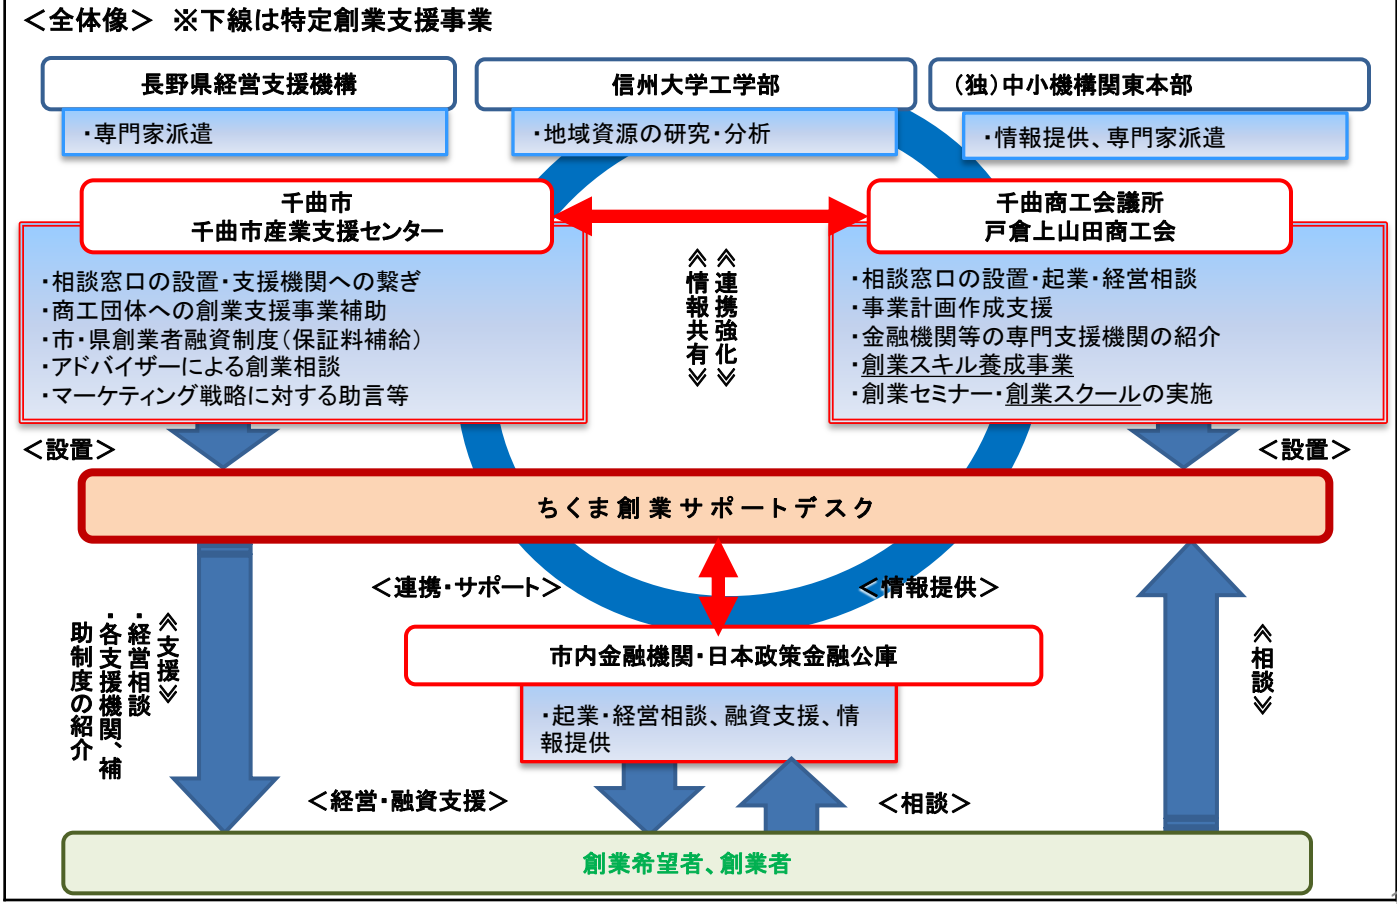 ＜全体像＞ ※下線は特定創業支援事業
長野県経営支援機構
・専門家派遣
信州大学工学部
・地域資源の研究・分析
（独）中小機構関東本部
・情報提供、専門家派遣
千曲市
千曲市産業支援センター
・相談窓口の設置・支援機関への繋ぎ
・商工団体への創業支援事業補助
・市・県創業者融資制度（保証料補給）
・アドバイザーによる創業相談
・マーケティング戦略に対する助言等
≪連携強化≫
≪情報共有≫
千曲商工会議所
戸倉上山田商工会
・相談窓口の設置・起業・経営相談
・事業計画作成支援
・金融機関等の専門支援機関の紹介
・創業スキル養成事業
・創業セミナー・創業スクールの実施
＜設置＞
＜設置＞
ちくま創業サポートデスク
＜連携・サポート＞
＜情報提供＞
≪支援≫
・経営相談
・各支援機関、補
助制度の紹介
市内金融機関・日本政策金融公庫
・起業・経営相談、融資支援、情
報提供
≪相談≫
＜経営・融資支援＞
＜相談＞
創業希望者、創業者